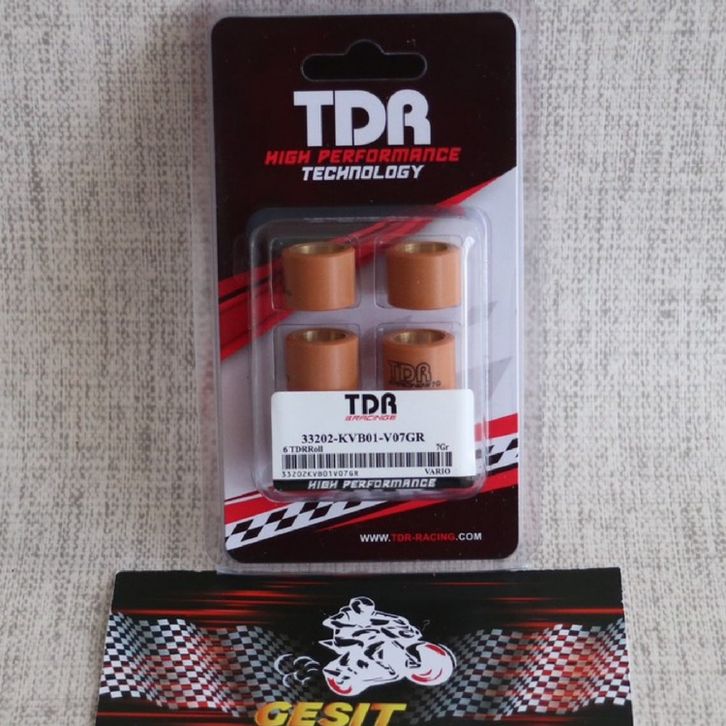 TDR
HIGH PERFORMANCE
TECHNOLOGY
TDR
TDR
RACING
33202-KVB01-V07GR
6 TDRRoll 7Gr
33202KVB01V07GR VARIO
HIGH PERFORMANCE
WWW.TDR-RACING.COM
GESIT